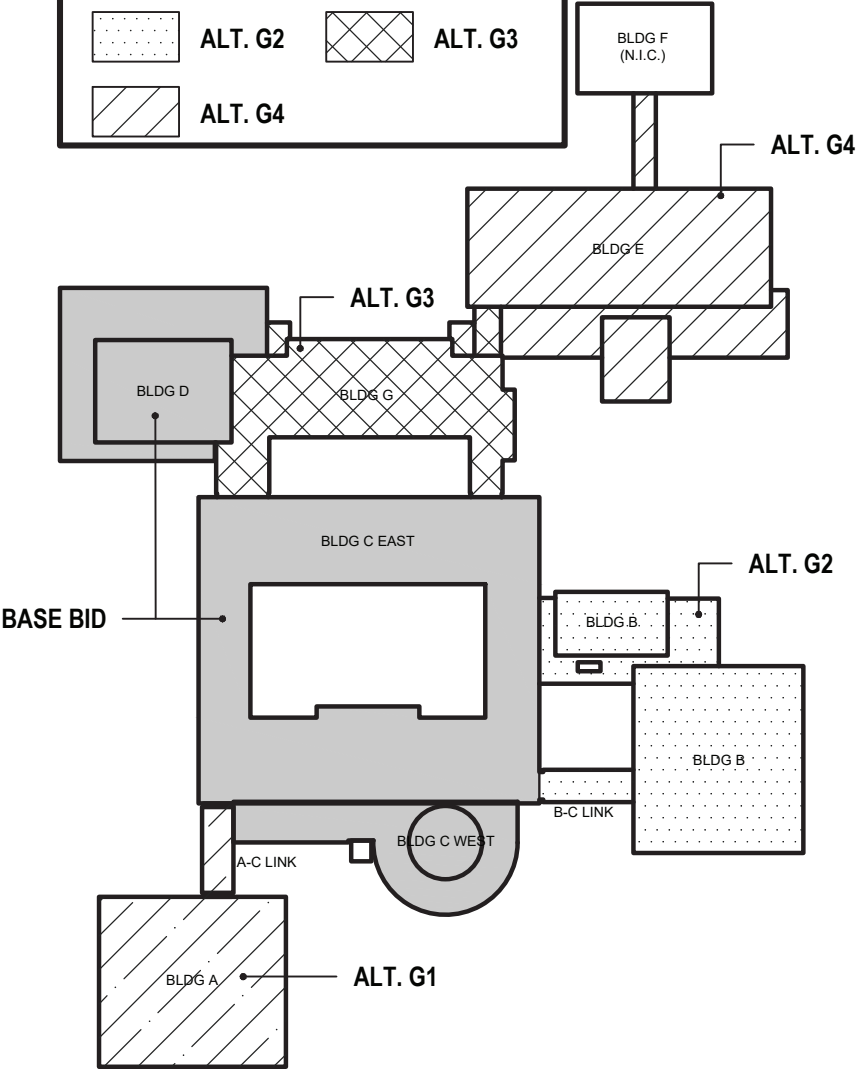 ALT. G2
ALT. G3
ALT. G4
BLDG F
(N.I.C.)
ALT. G4
BLDG E
ALT. G3
BLDG D
BLDG G
BLDG C EAST
ALT. G2
BASE BID
BLDG B
BLDG B
B-C LINK
BLDG C WEST
A-C LINK
BLDG A
ALT. G1